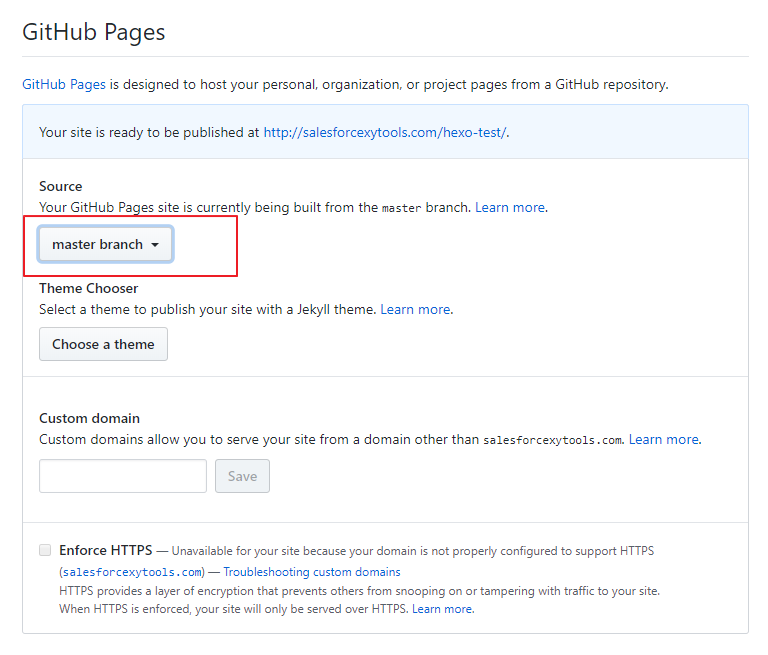 GitHub Pages
GitHub Pages is designed to host your personal, organization, or project pages from a GitHub repository.
Your site is ready to be published at http://salesforcexytools.com/hexo-test/.
Source
Your GitHub Pages site is currently being built from the master branch. Learn more.
master branch
Theme Chooser
Select a theme to publish your site with a Jekyll theme. Learn more.
Choose a theme
Custom domain
Custom domains allow you to serve your site from a domain other than salesforcexytools.com. Learn more.
Save
Enforce HTTPS — Unavailable for your site because your domain is not properly configured to support HTTPS
(salesforcexytools.com) — Troubleshooting custom domains
HTTPS provides a layer of encryption that prevents others from snooping on or tampering with traffic to your site.
When HTTPS is enforced, your site will only be served over HTTPS. Learn more.